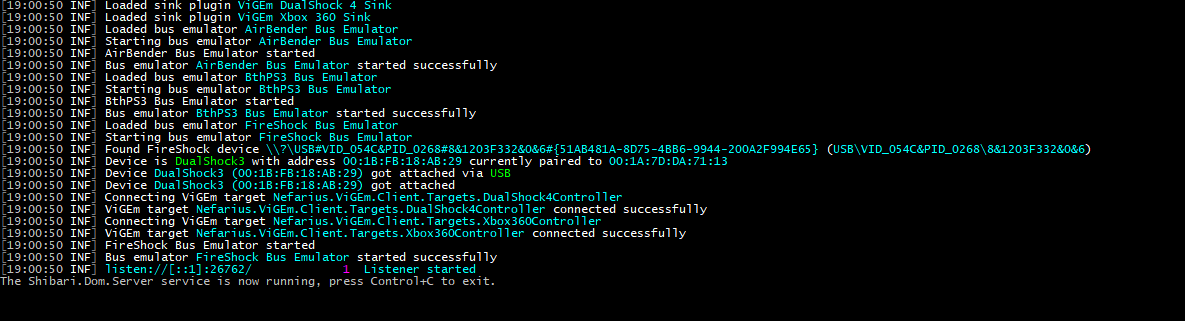 [19:00:50 INF] Loaded sink plugin ViGEm DualShock 4 Sink
[19:00:50 INF] Loaded sink plugin ViGEm Xbox 360 Sink
[19:00:50 INF] Loaded bus emulator AirBender Bus Emulator
[19:00:50 INF] Starting bus emulator AirBender Bus Emulator
[19:00:50 INF] AirBender Bus Emulator started
[19:00:50 INF] Bus emulator AirBender Bus Emulator started successfully
[19:00:50 INF] Loaded bus emulator BthPS3 Bus Emulator
[19:00:50 INF] Starting bus emulator BthPS3 Bus Emulator
[19:00:50 INF] BthPS3 Bus Emulator started
[19:00:50 INF] Bus emulator BthPS3 Bus Emulator started successfully
[19:00:50 INF] Loaded bus emulator FireShock Bus Emulator
[19:00:50 INF] Starting bus emulator FireShock Bus Emulator
[19:00:50 INF] Found FireShock device \\?\USB#VID_054C&PID_0268#8&1203F332&0&6#{51AB481A-8D75-4BB6-9944-200A2F994E65} (USB\VID_054C&PID_0268\8&1203F332&0&6)
[19:00:50 INF] Device is DualShock3 with address 00:1B:FB:18:AB:29 currently paired to 00:1A:7D:DA:71:13
[19:00:50 INF] Device DualShock3 (00:1B:FB:18:AB:29) got attached via USB
[19:00:50 INF] Device DualShock3 (00:1B:FB:18:AB:29) got attached
[19:00:50 INF] Connecting ViGEm target Nefarius.ViGEm.Client.Targets.DualShock4Controller
[19:00:50 INF] ViGEm target Nefarius.ViGEm.Client.Targets.DualShock4Controller connected successfully
[19:00:50 INF] Connecting ViGEm target Nefarius.ViGEm.Client.Targets.Xbox360Controller
[19:00:50 INF] ViGEm target Nefarius.ViGEm.Client.Targets.Xbox360Controller connected successfully
[19:00:50 INF] FireShock Bus Emulator started
[19:00:50 INF] Bus emulator FireShock Bus Emulator started successfully
[19:00:50 INF] listen://[::1]:26762/ 1 Listener started
The Shibari.Dom.Server service is now running, press Control+C to exit.